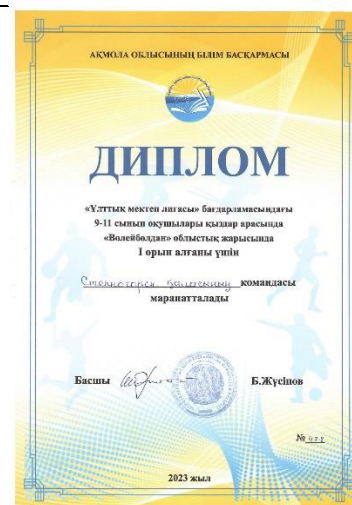 АҚМОЛА ОБЛЫСЫНЫҢ БІЛІМ БАСҚАРМАСЫ
ДИПЛОМ
«Ұлттық мектеп лигасы» бағдарламасындағы
9-11 сынып оқушылары қыздар арасында
«Волейболдан» облыстық жарысында
І орын алғаны үшін
Степногорск қаласының командасы
марапатталады
Басшы Б.Жүсіпов
№
2023 жыл